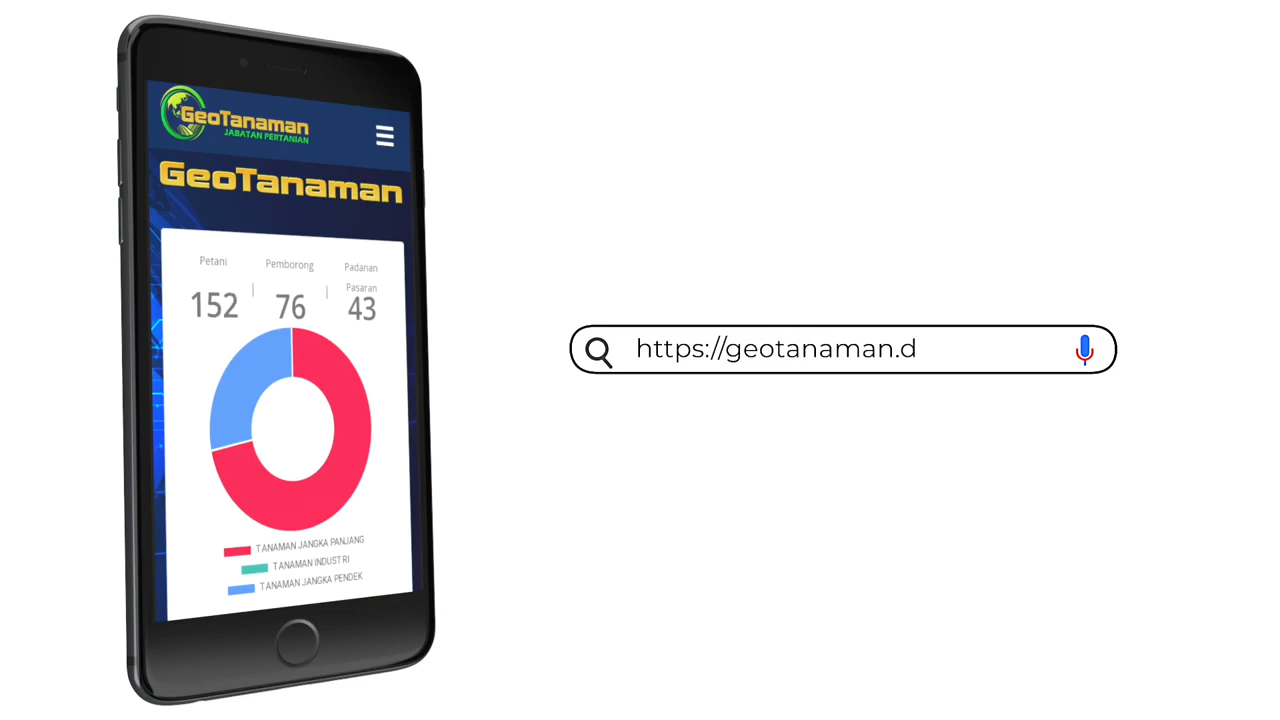 GeoTanaman
JABATAN PERTANIAN
GeoTanaman
Petani
Pemborong
Padanan
Pasaran
152
76
43
TANAMAN JANGKA PANJANG
TANAMAN INDUSTRI
TANAMAN JANGKA PENDEK
https://geotanaman.d